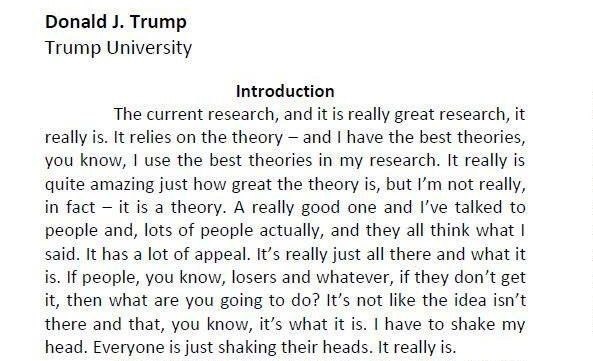 Donald J. Trump
Trump University
Introduction
The current research, and it is really great research, it
really is. It relies on the theory – and I have the best theories,
you know, I use the best theories in my research. It really is
quite amazing just how great the theory is, but I'm not really,
in fact – it is a theory. A really good one and I've talked to
people and, lots of people actually, and they all think what I
said. It has a lot of appeal. It's really just all there and what it
is. If people, you know, losers and whatever, if they don't get
it, then what are you going to do? It's not like the idea isn't
there and that, you know, it's what it is. I have to shake my
head. Everyone is just shaking their heads. It really is.